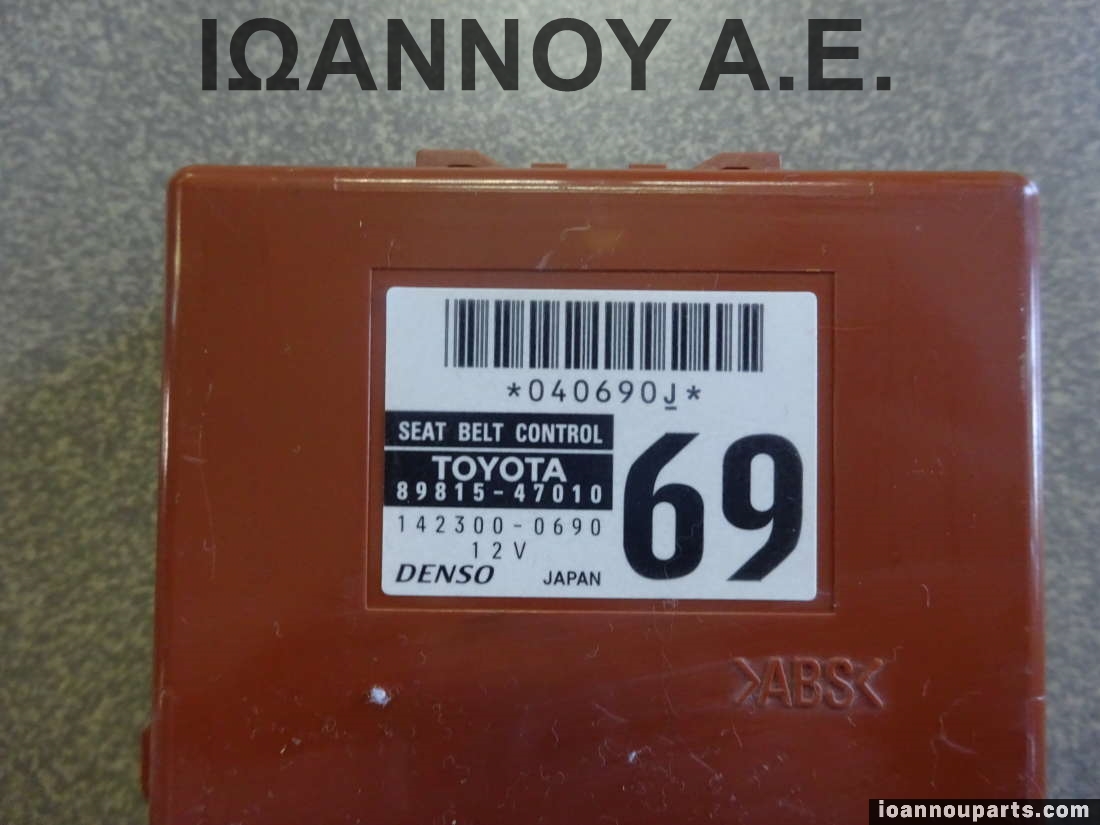 ΙΩΑΝΝΟΥ Α.Ε.
*040690J*
SEAT BELT CONTROL
TOYOTA
89815-47010
142300-0690
12V
DENSO JAPAN
69
>ABS<
ioannouparts.com